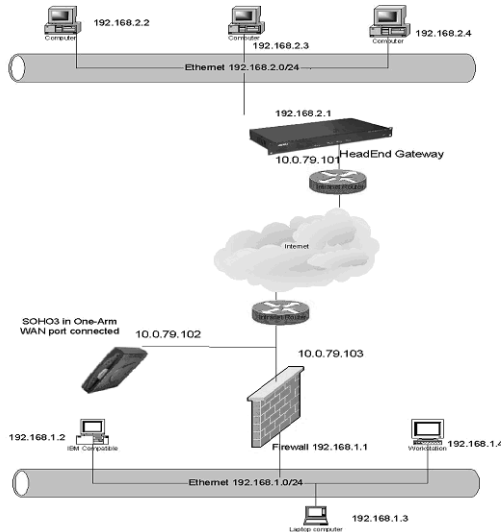 192.168.2.2
Computer
192.168.2.3
Computer
192.168.2.4
Computer
Ethernet 192.168.2.0/24
192.168.2.1
HeadEnd Gateway
10.0.79.101
Router
Internet
Router
SOHO3 in One-Arm
WAN port connected
10.0.79.102
10.0.79.103
192.168.1.2
IBM Compatible
Firewall 192.168.1.1
Workstation
192.168.1.4
Ethernet 192.168.1.0/24
Laptop computer
192.168.1.3